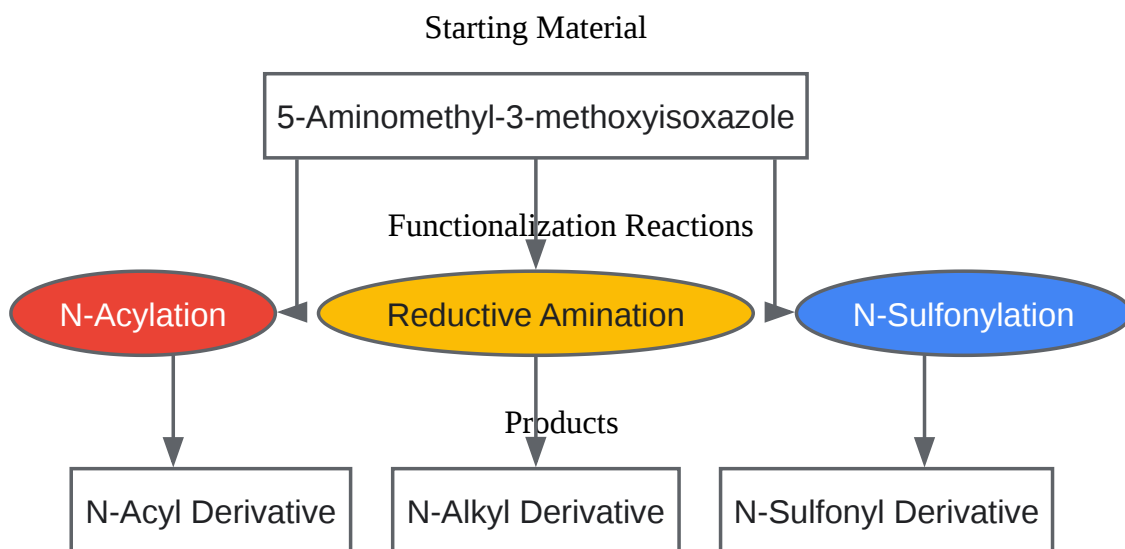 Starting Material
5-Aminomethyl-3-methoxyisoxazole
Functionalization Reactions
N-Acylation
Reductive Amination
N-Sulfonylation
Products
N-Acyl Derivative
N-Alkyl Derivative
N-Sulfonyl Derivative